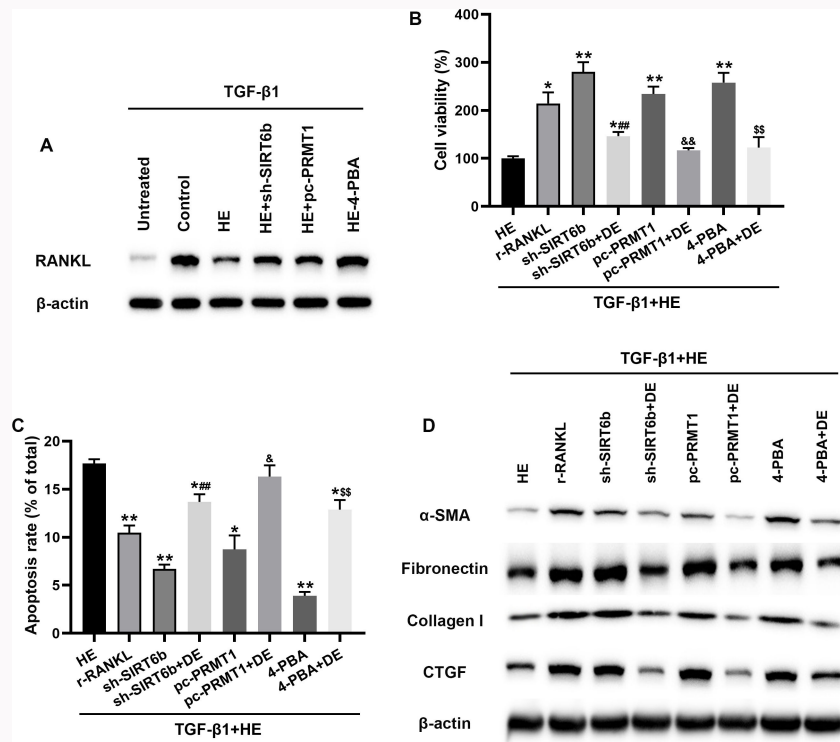 A
TGF-β1
Untreated
Control
HE
HE+sh-SIRT6b
HE+pc-PRMT1
HE-4-PBA
RANKL
β-actin
B
Cell viability (%)
400
300
200
100
0
*
**
*##
**
&&
**
$$
HE
r-RANKL
sh-SIRT6b
sh-SIRT6b+DE
pc-PRMT1
pc-PRMT1+DE
4-PBA
4-PBA+DE
TGF-β1+HE
C
Apoptosis rate (% of total)
20
15
10
5
0
**
**
*##
*
&
**
*$$
HE
r-RANKL
sh-SIRT6b
sh-SIRT6b+DE
pc-PRMT1
pc-PRMT1+DE
4-PBA
4-PBA+DE
TGF-β1+HE
D
TGF-β1+HE
HE
r-RANKL
sh-SIRT6b
sh-SIRT6b+DE
pc-PRMT1
pc-PRMT1+DE
4-PBA
4-PBA+DE
α-SMA
Fibronectin
Collagen I
CTGF
β-actin